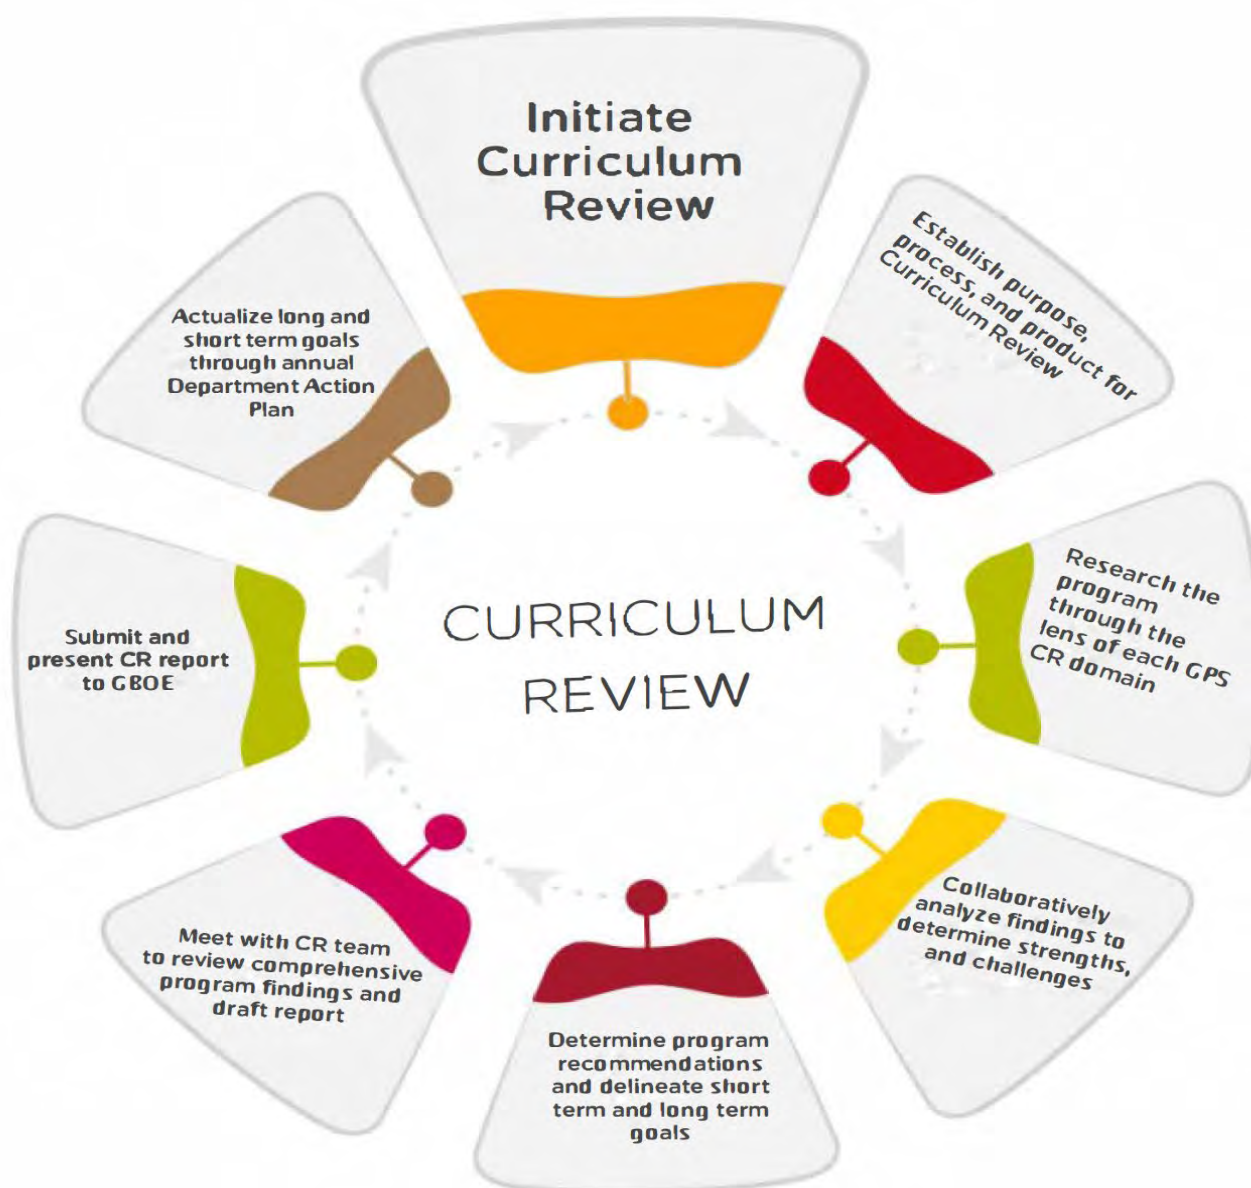 Initiate
Curriculum
Review
Establish purpose,
process, and product for
Curriculum Review
Research the
program
through the
lens of each GPS
CR domain
Collaboratively
analyze findings to
determine strengths,
and challenges
Determine program
recommendations
and delineate short
term and long term
goals
Meet with CR team
to review comprehensive
program findings and
draft report
Submit and
present CR report
to GBOE
Actualize long and
short term goals
through annual
Department Action
Plan
CURRICULUM
REVIEW